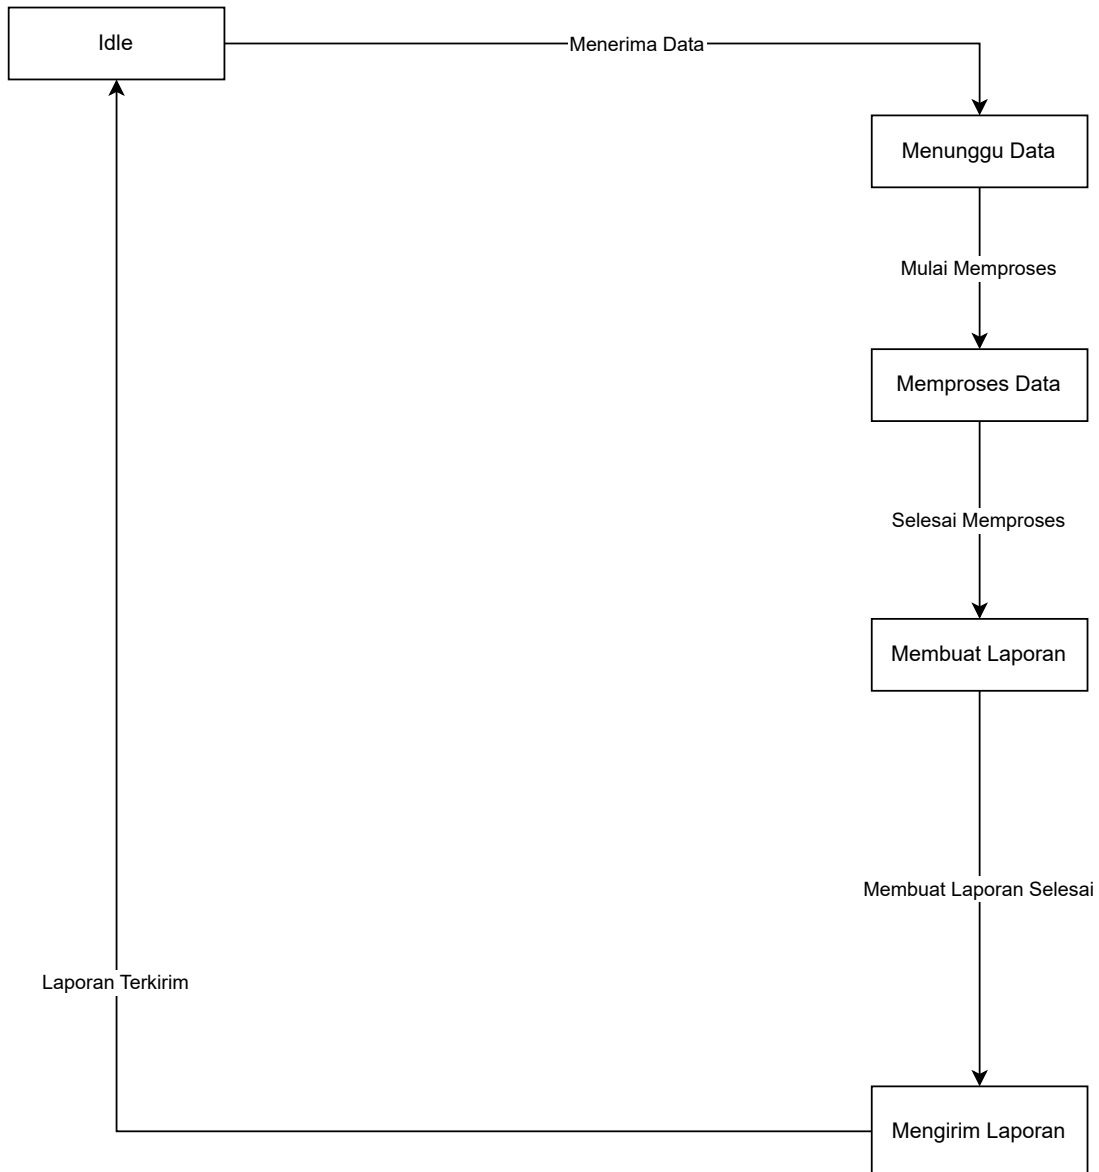 Idle
Menerima Data
Menunggu Data
Mulai Memproses
Memproses Data
Selesai Memproses
Membuat Laporan
Membuat Laporan Selesai
Laporan Terkirim
Mengirim Laporan